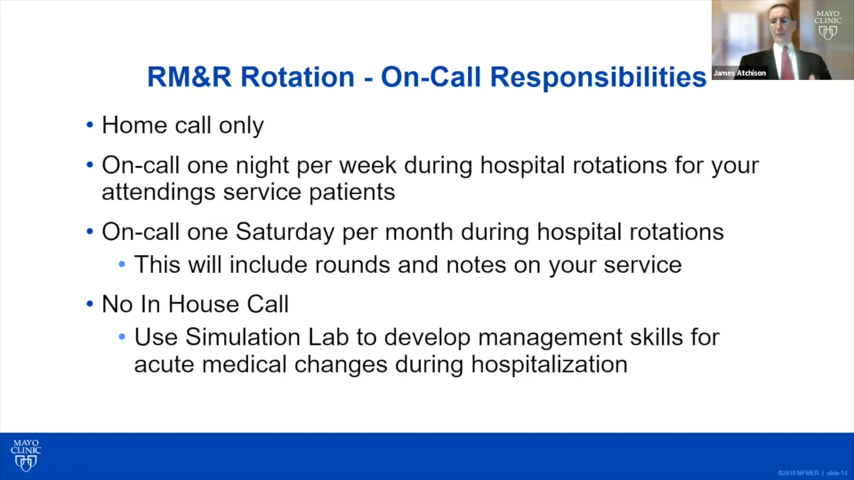 MAYO
CLINIC
James Atchison
RM&R Rotation - On-Call Responsibilities
• Home call only
• On-call one night per week during hospital rotations for your
attendings service patients
• On-call one Saturday per month during hospital rotations
• This will include rounds and notes on your service
• No In House Call
• Use Simulation Lab to develop management skills for
acute medical changes during hospitalization
MAYO
CLINIC
©2018 MFMER | slide-14